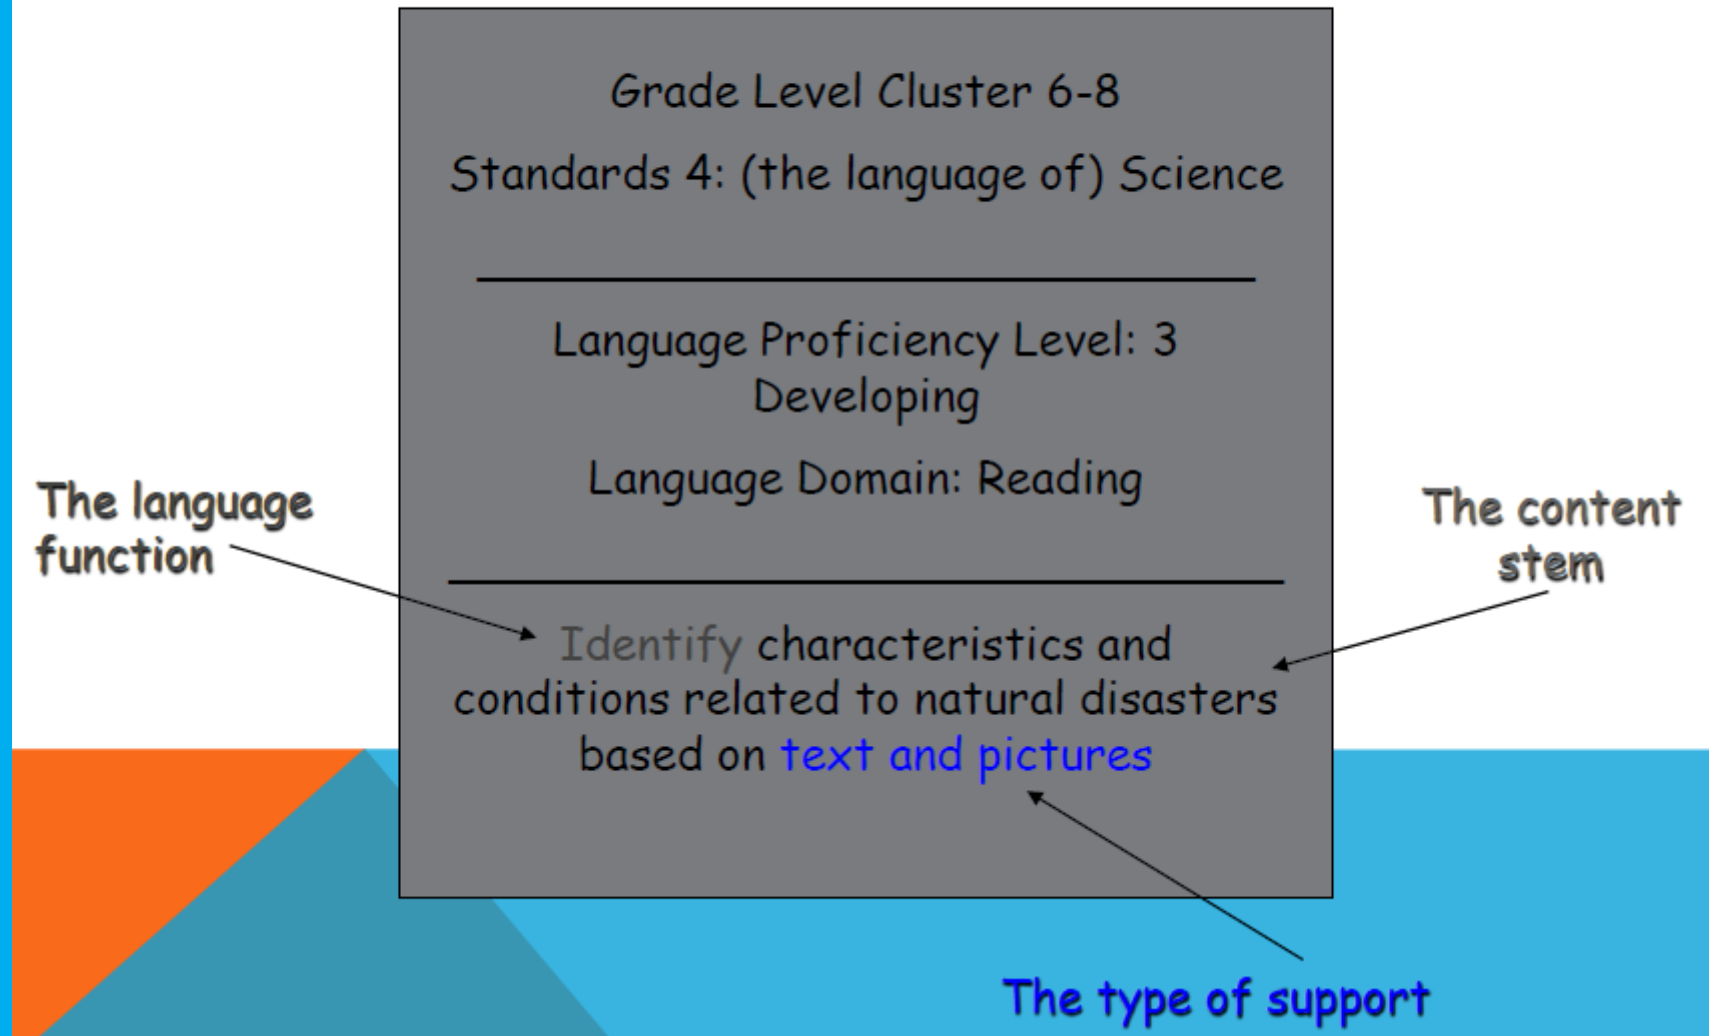 Grade Level Cluster 6-8
Standards 4: (the language of) Science
Language Proficiency Level: 3
Developing
Language Domain: Reading
The language
function
The content
stem
Identify characteristics and
conditions related to natural disasters
based on text and pictures
The type of support